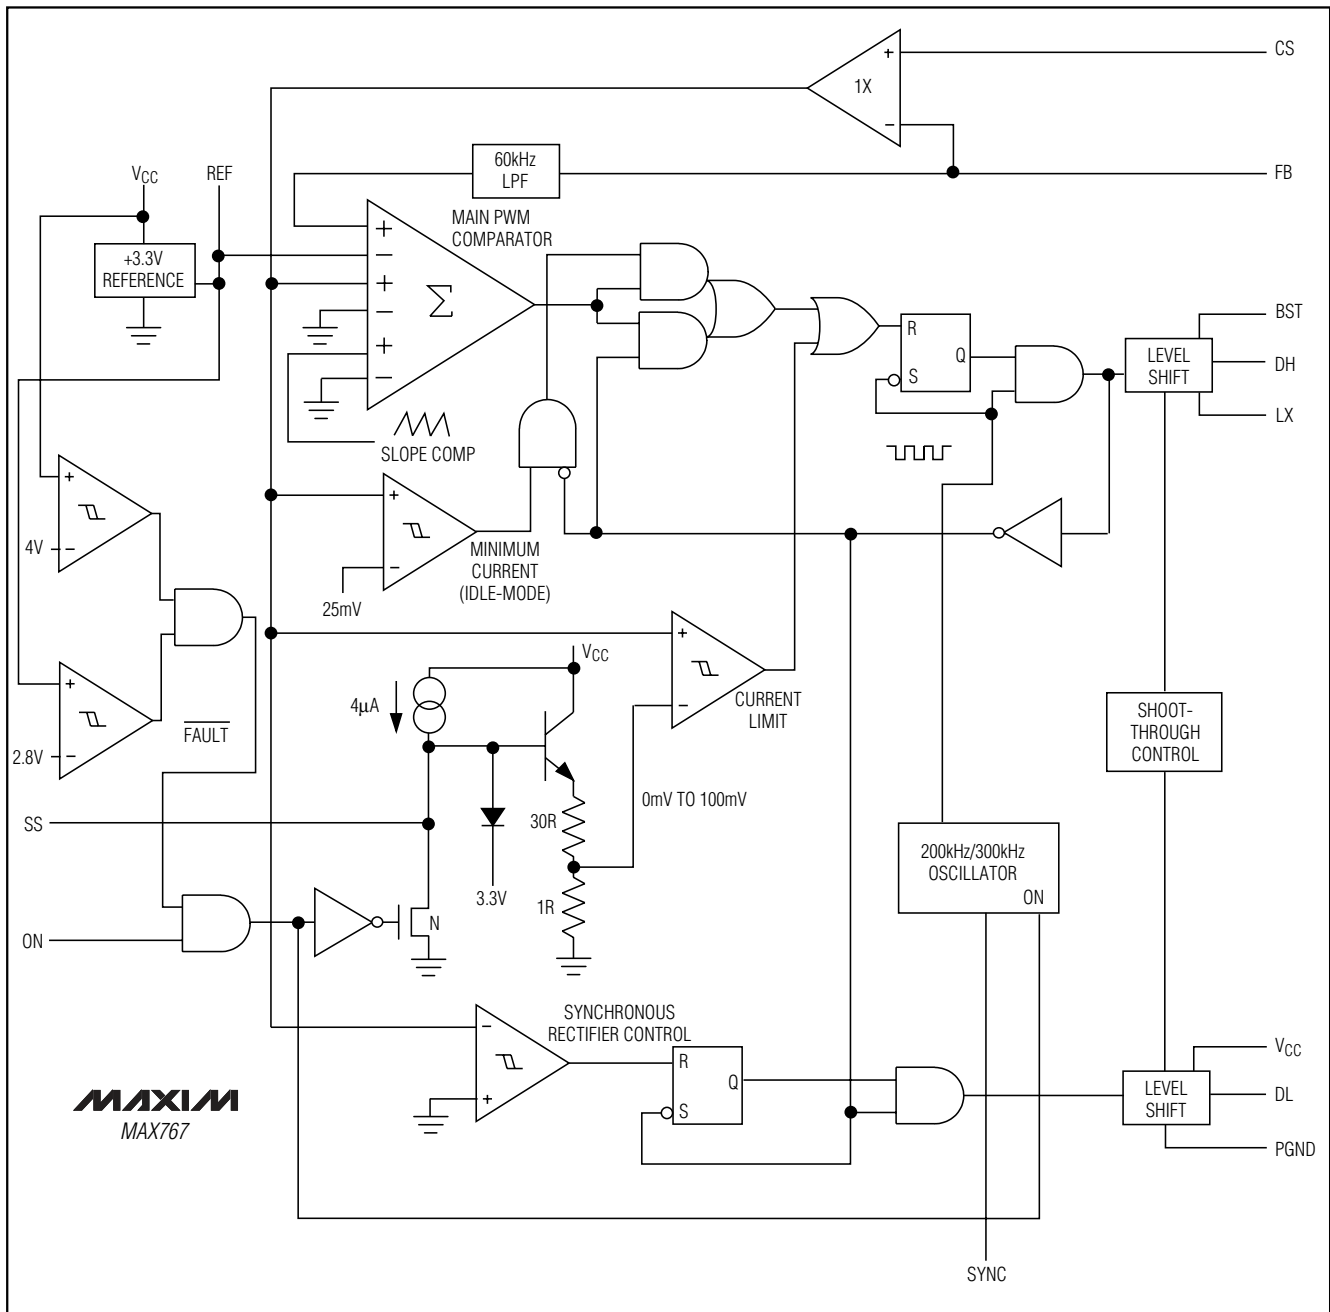 CS
+
1X
−
60kHz
LPF
FB
VCC
REF
MAIN PWM
COMPARATOR
+3.3V
REFERENCE
+
−
+
−
+
−
Σ
BST
R
Q
S
LEVEL
SHIFT
DH
LX
SLOPE COMP
+
−
4V
+
−
25mV
MINIMUM
CURRENT
(IDLE-MODE)
+
−
CURRENT
LIMIT
VCC
4μA
+
−
2.8V
FAULT
SHOOT-
THROUGH
CONTROL
0mV TO 100mV
SS
30R
3.3V
1R
200kHz/300kHz
OSCILLATOR
ON
N
ON
SYNCHRONOUS
RECTIFIER CONTROL
−
+
R
Q
S
VCC
LEVEL
SHIFT
DL
PGND
MAXIM
MAX767
SYNC